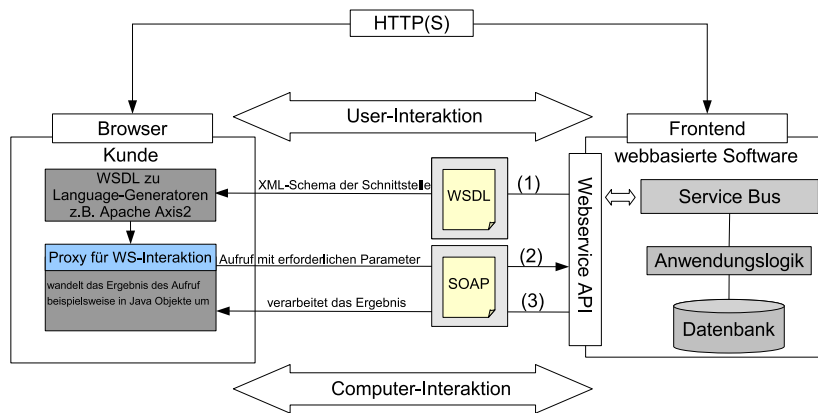 HTTP(S)
User-Interaktion
Browser
Frontend
Kunde
webbasierte Software
WSDL zu
Language-Generatoren
z.B. Apache Axis2
XML-Schema der Schnittstelle
WSDL
(1)
Webservice API
Service Bus
Proxy für WS-Interaktion
Aufruf mit erforderlichen Parameter
SOAP
(2)
Anwendungslogik
wandelt das Ergebnis des Aufruf
beispielsweise in Java Objekte um
verarbeitet das Ergebnis
(3)
Datenbank
Computer-Interaktion